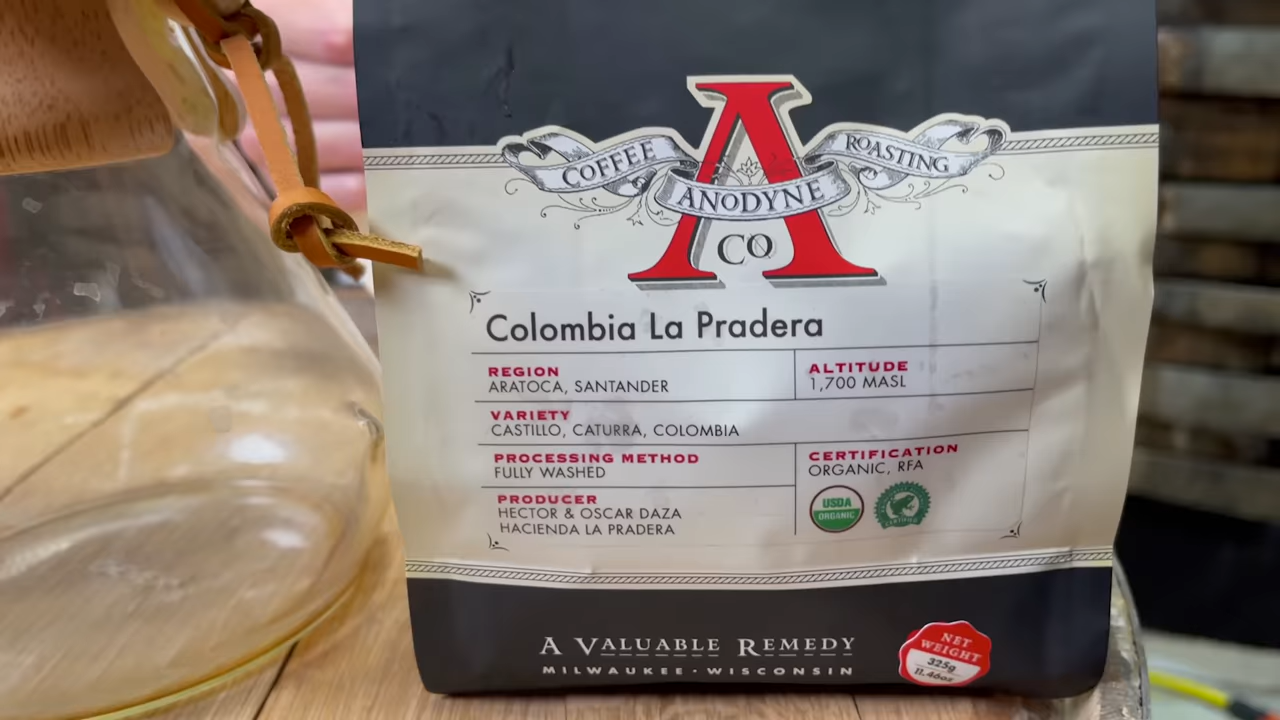 COFFEE
ROASTING
A
ANODYNE
CO
Colombia La Pradera
REGION
ARATOCA, SANTANDER
ALTITUDE
1,700 MASL
VARIETY
CASTILLO, CATURRA, COLOMBIA
PROCESSING METHOD
FULLY WASHED
CERTIFICATION
ORGANIC, RFA
PRODUCER
HECTOR & OSCAR DAZA
HACIENDA LA PRADERA
USDA
ORGANIC
CERTIFIED
A VALUABLE REMEDY
MILWAUKEE · WISCONSIN
NET
WEIGHT
325g
11.46oz